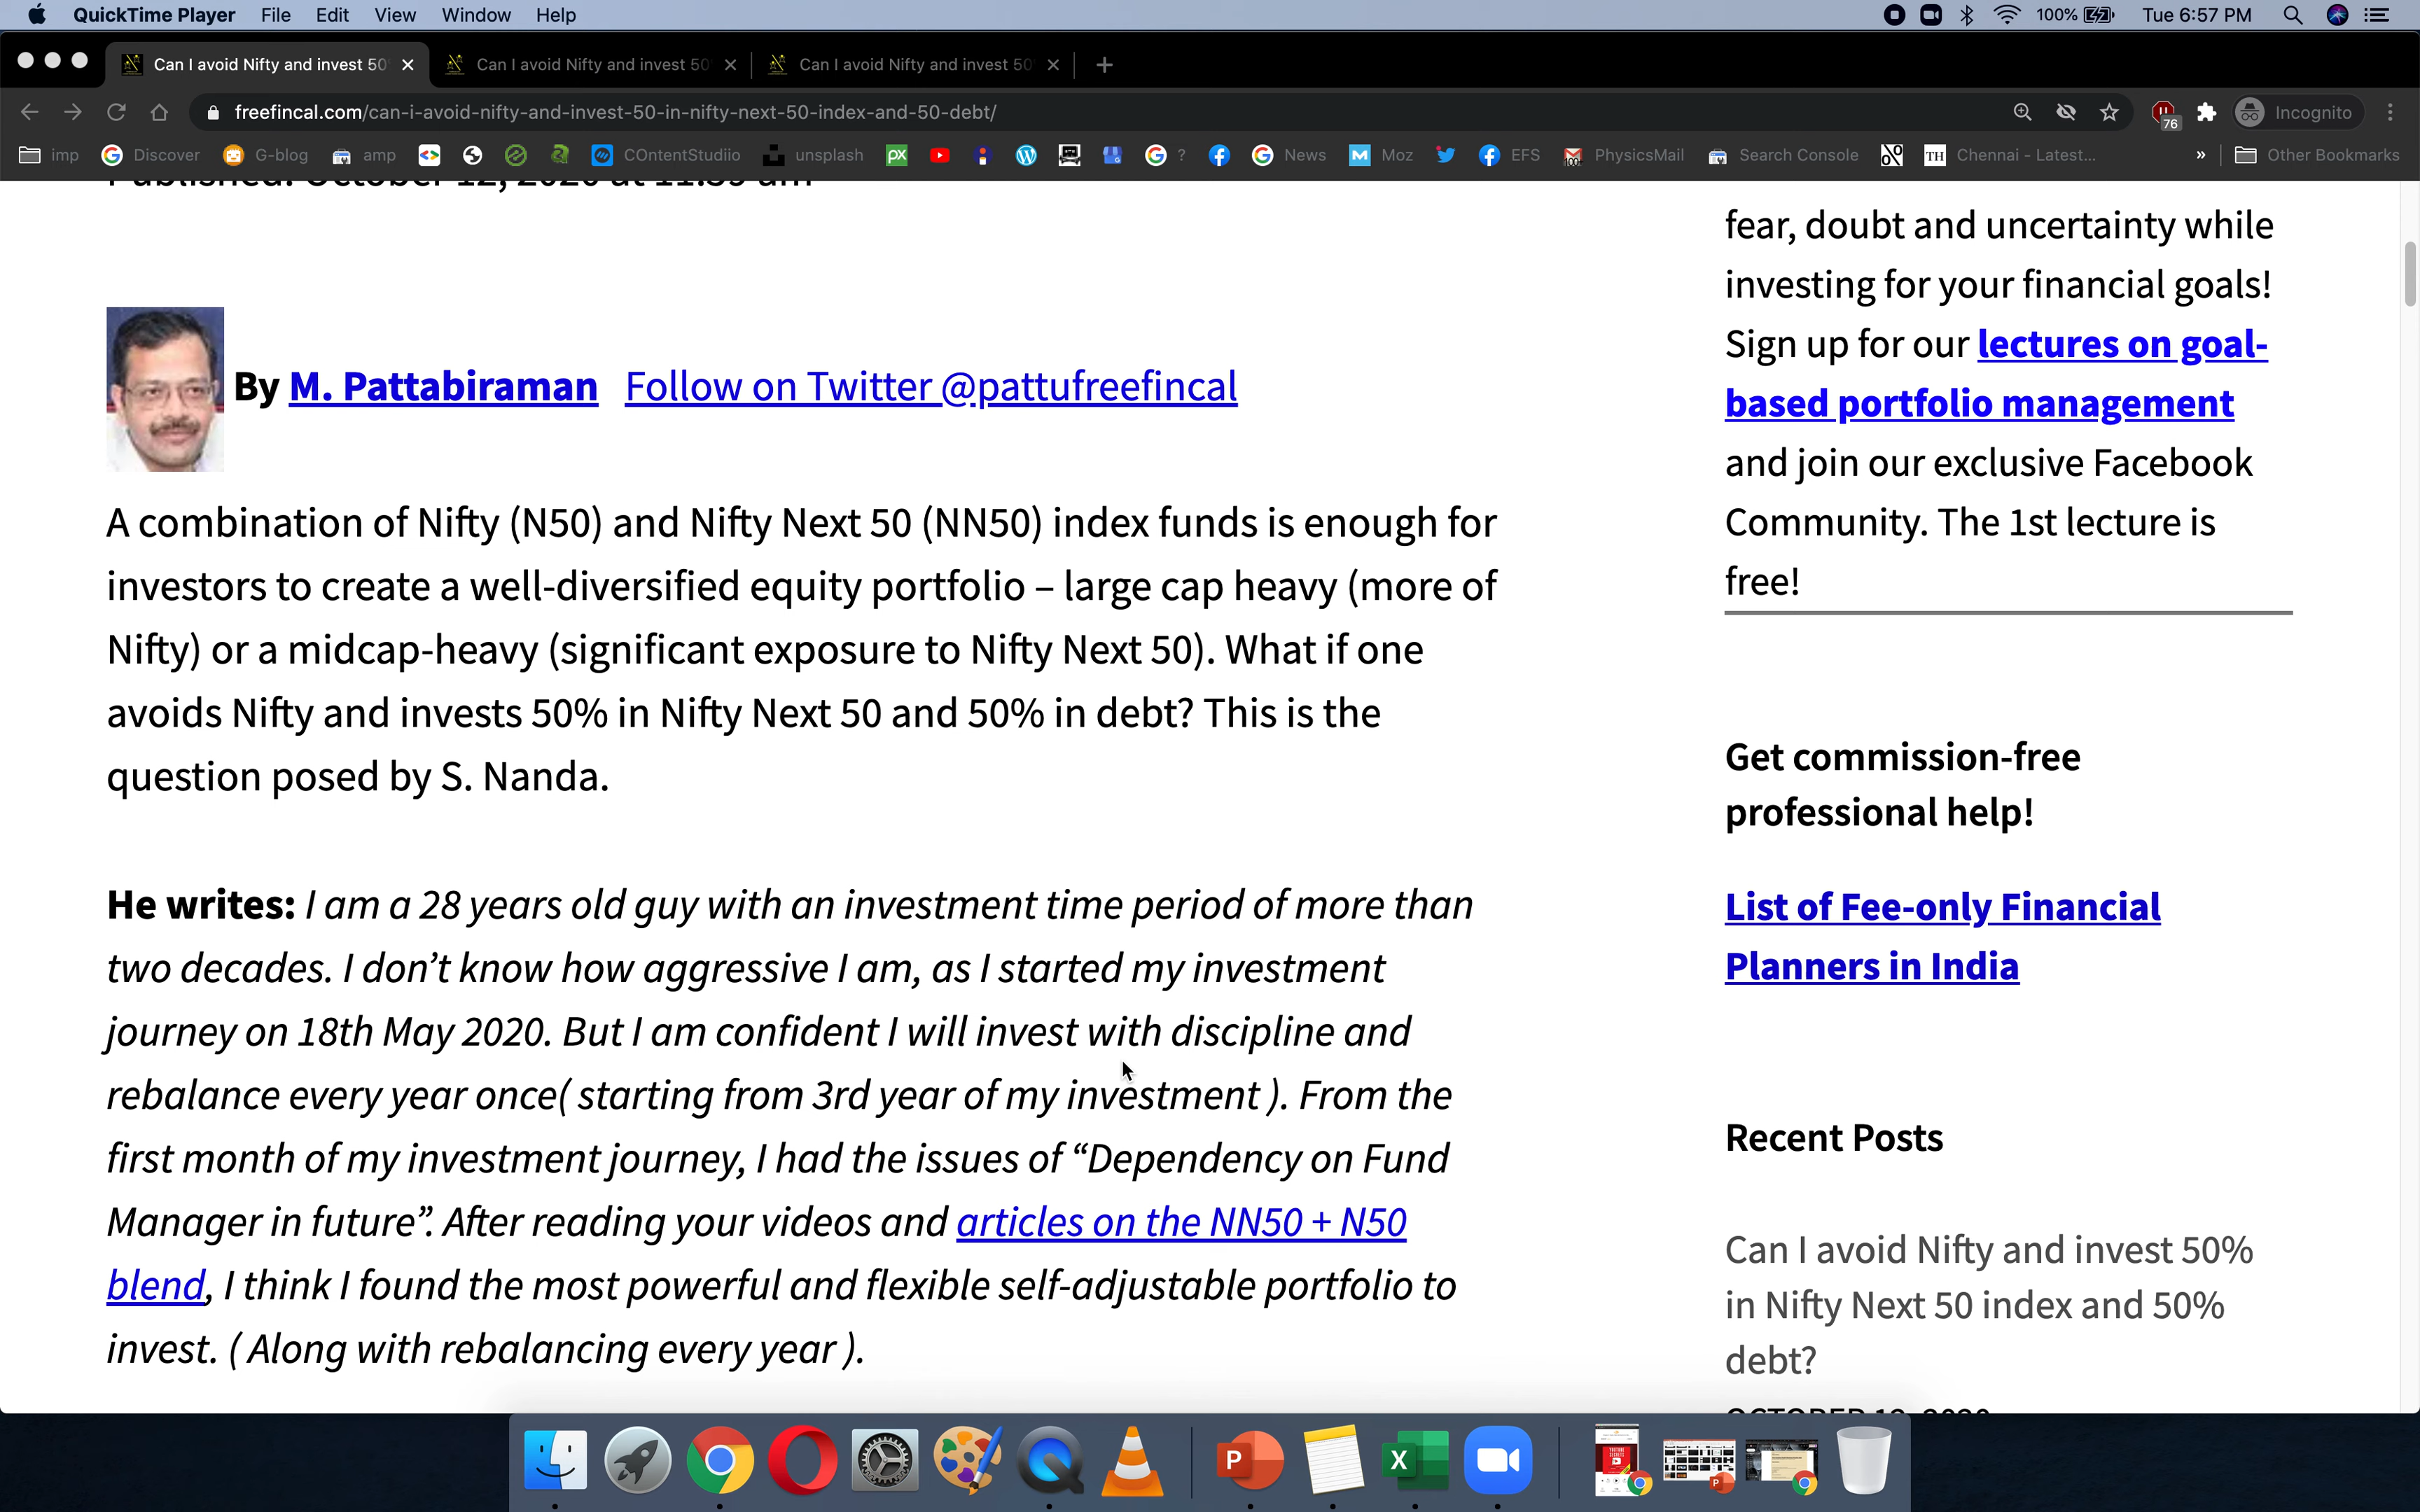 QuickTime Player File Edit View Window Help 100% Tue 6:57 PM
Can I avoid Nifty and invest 50 Can I avoid Nifty and invest 50 Can I avoid Nifty and invest 50
freefincal.com/can-i-avoid-nifty-and-invest-50-in-nifty-next-50-index-and-50-debt/ 76 Incognito
imp Discover G-blog amp COntentStudiio unsplash PX ? News M Moz EFS PhysicsMail Search Console TH Chennai - Latest... » Other Bookmarks
Published: October 12, 2020 at 11:39 am
By M. Pattabiraman Follow on Twitter @pattufreefincal
A combination of Nifty (N50) and Nifty Next 50 (NN50) index funds is enough for
investors to create a well-diversified equity portfolio – large cap heavy (more of
Nifty) or a midcap-heavy (significant exposure to Nifty Next 50). What if one
avoids Nifty and invests 50% in Nifty Next 50 and 50% in debt? This is the
question posed by S. Nanda.
He writes: I am a 28 years old guy with an investment time period of more than
two decades. I don’t know how aggressive I am, as I started my investment
journey on 18th May 2020. But I am confident I will invest with discipline and
rebalance every year once( starting from 3rd year of my investment ). From the
first month of my investment journey, I had the issues of “Dependency on Fund
Manager in future”. After reading your videos and articles on the NN50 + N50
blend, I think I found the most powerful and flexible self-adjustable portfolio to
invest. ( Along with rebalancing every year ).
fear, doubt and uncertainty while
investing for your financial goals!
Sign up for our lectures on goal-
based portfolio management
and join our exclusive Facebook
Community. The 1st lecture is
free!
Get commission-free
professional help!
List of Fee-only Financial
Planners in India
Recent Posts
Can I avoid Nifty and invest 50%
in Nifty Next 50 index and 50%
debt?
P X